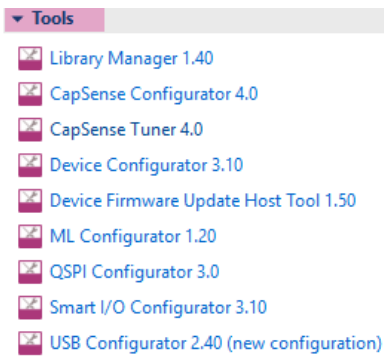 Tools
Library Manager 1.40
CapSense Configurator 4.0
CapSense Tuner 4.0
Device Configurator 3.10
Device Firmware Update Host Tool 1.50
ML Configurator 1.20
QSPI Configurator 3.0
Smart I/O Configurator 3.10
USB Configurator 2.40 (new configuration)